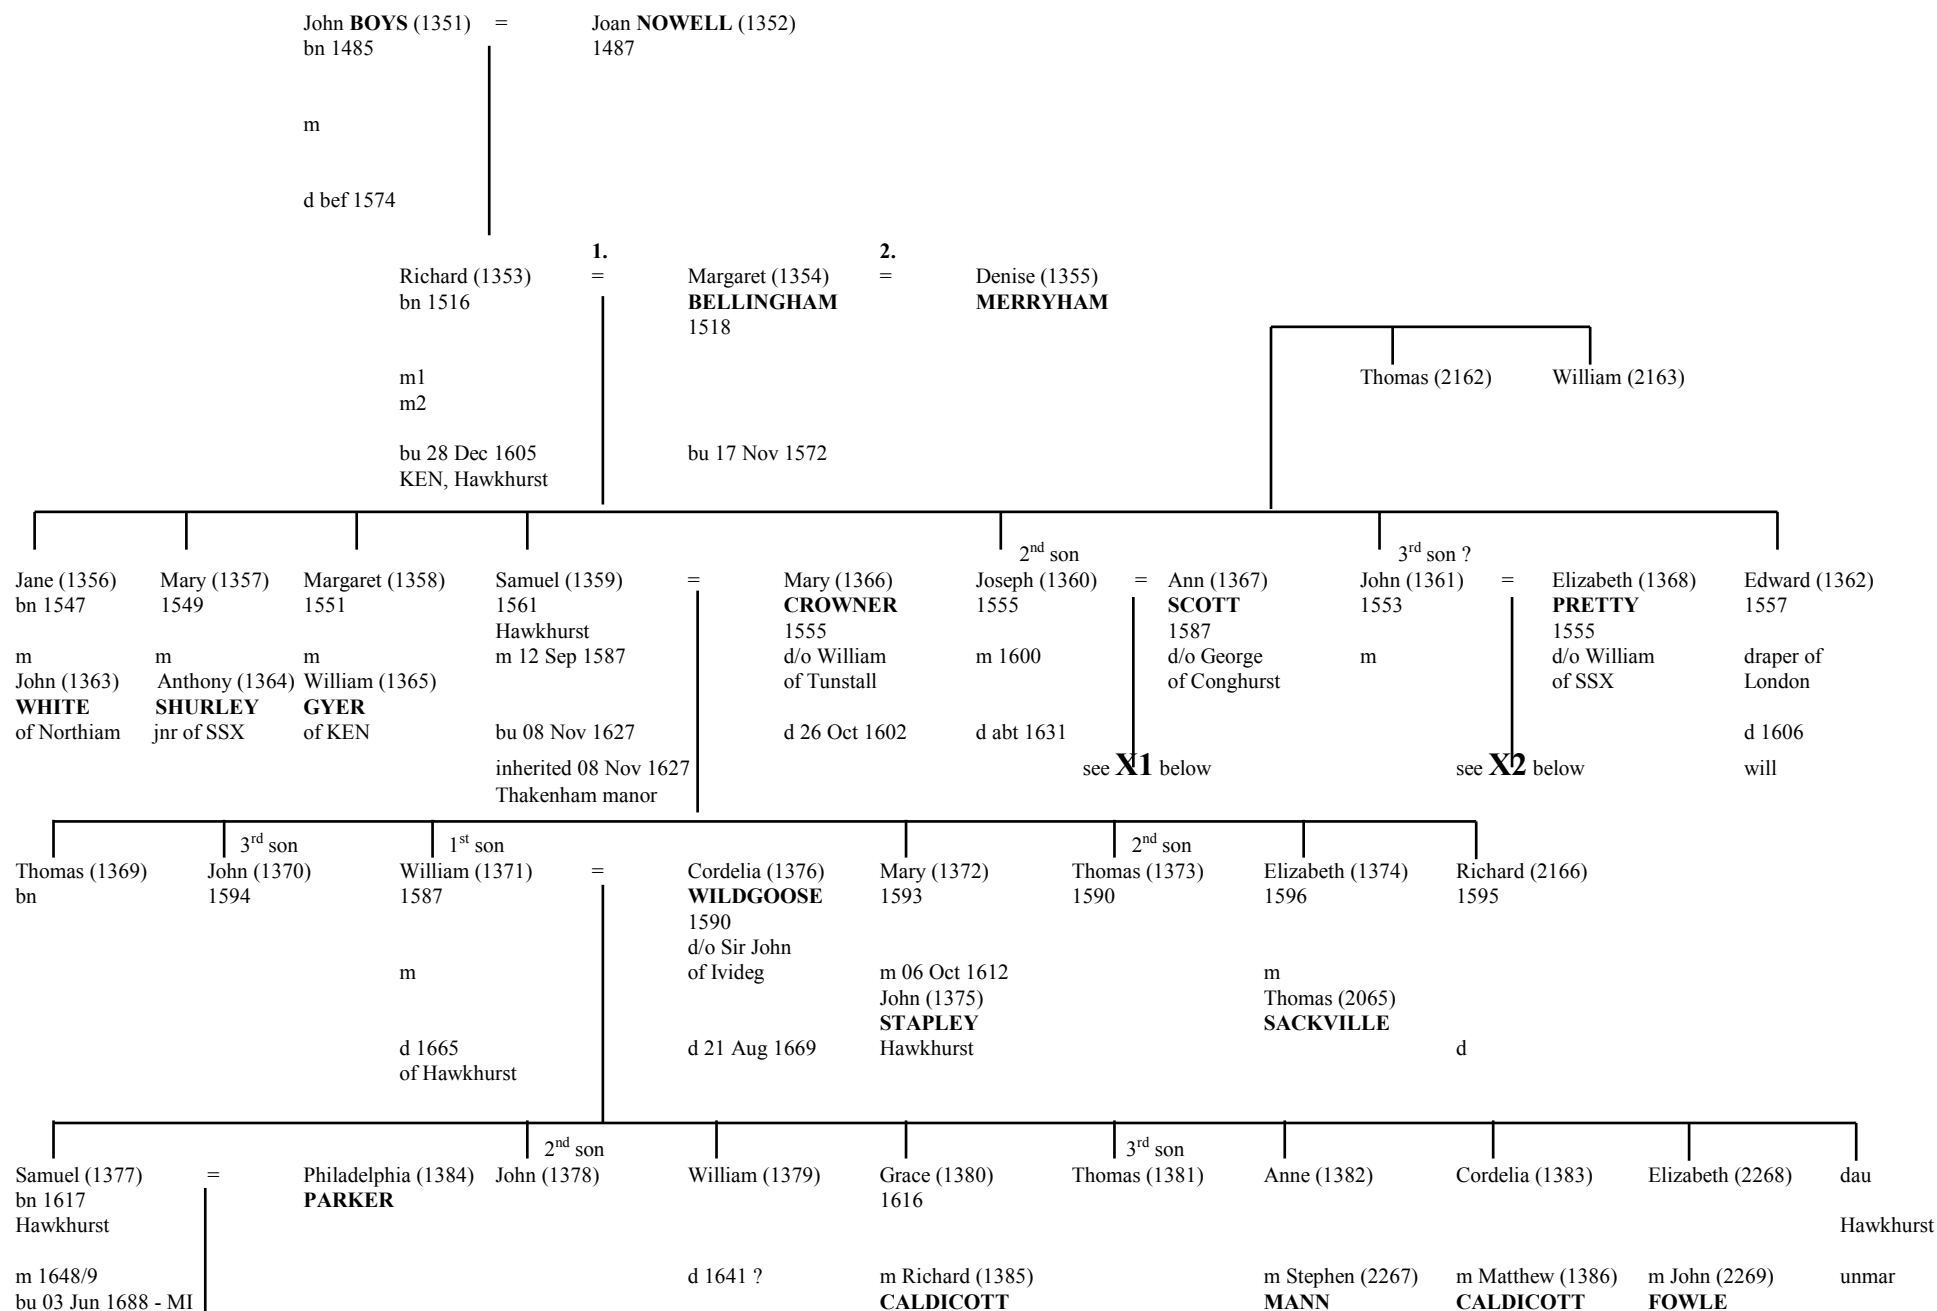 John BOYS (1351) = Joan NOWELL (1352)
bn 1485 1487
m
d bef 1574
1. 2.
Richard (1353) = Margaret (1354) = Denise (1355)
bn 1516 BELLINGHAM MERRYHAM
1518
m1 Thomas (2162) William (2163)
m2
bu 28 Dec 1605 bu 17 Nov 1572
KEN, Hawkhurst
2nd son 3rd son ?
Jane (1356) Mary (1357) Margaret (1358) Samuel (1359) = Mary (1366) Joseph (1360) = Ann (1367) John (1361) = Elizabeth (1368) Edward (1362)
bn 1547 1549 1551 1561 CROWNER 1555 SCOTT 1553 PRETTY 1557
Hawkhurst 1555 1587 1555
m m m m 12 Sep 1587 d/o William m 1600 d/o George m d/o William draper of
John (1363) Anthony (1364) William (1365) of Tunstall of Conghurst of SSX London
WHITE SHURLEY GYER
of Northiam jnr of SSX of KEN bu 08 Nov 1627 d 26 Oct 1602 d abt 1631 d 1606
inherited 08 Nov 1627 see X1 below see X2 below will
Thakenham manor
3rd son 1st son 2nd son
Thomas (1369) John (1370) William (1371) = Cordelia (1376) Mary (1372) Thomas (1373) Elizabeth (1374) Richard (2166)
bn 1594 1587 WILDGOOSE 1593 1590 1596 1595
1590
d/o Sir John
m of Ivideg m 06 Oct 1612 m
John (1375) Thomas (2065)
STAPLEY SACKVILLE
d 1665 d 21 Aug 1669 Hawkhurst d
of Hawkhurst
2nd son 3rd son
Samuel (1377) = Philadelphia (1384) John (1378) William (1379) Grace (1380) Thomas (1381) Anne (1382) Cordelia (1383) Elizabeth (2268) dau
bn 1617 PARKER 1616
Hawkhurst Hawkhurst
m 1648/9 d 1641 ? m Richard (1385) m Stephen (2267) m Matthew (1386) m John (2269) unmar
bu 03 Jun 1688 - MI CALDICOTT MANN CALDICOTT FOWLE